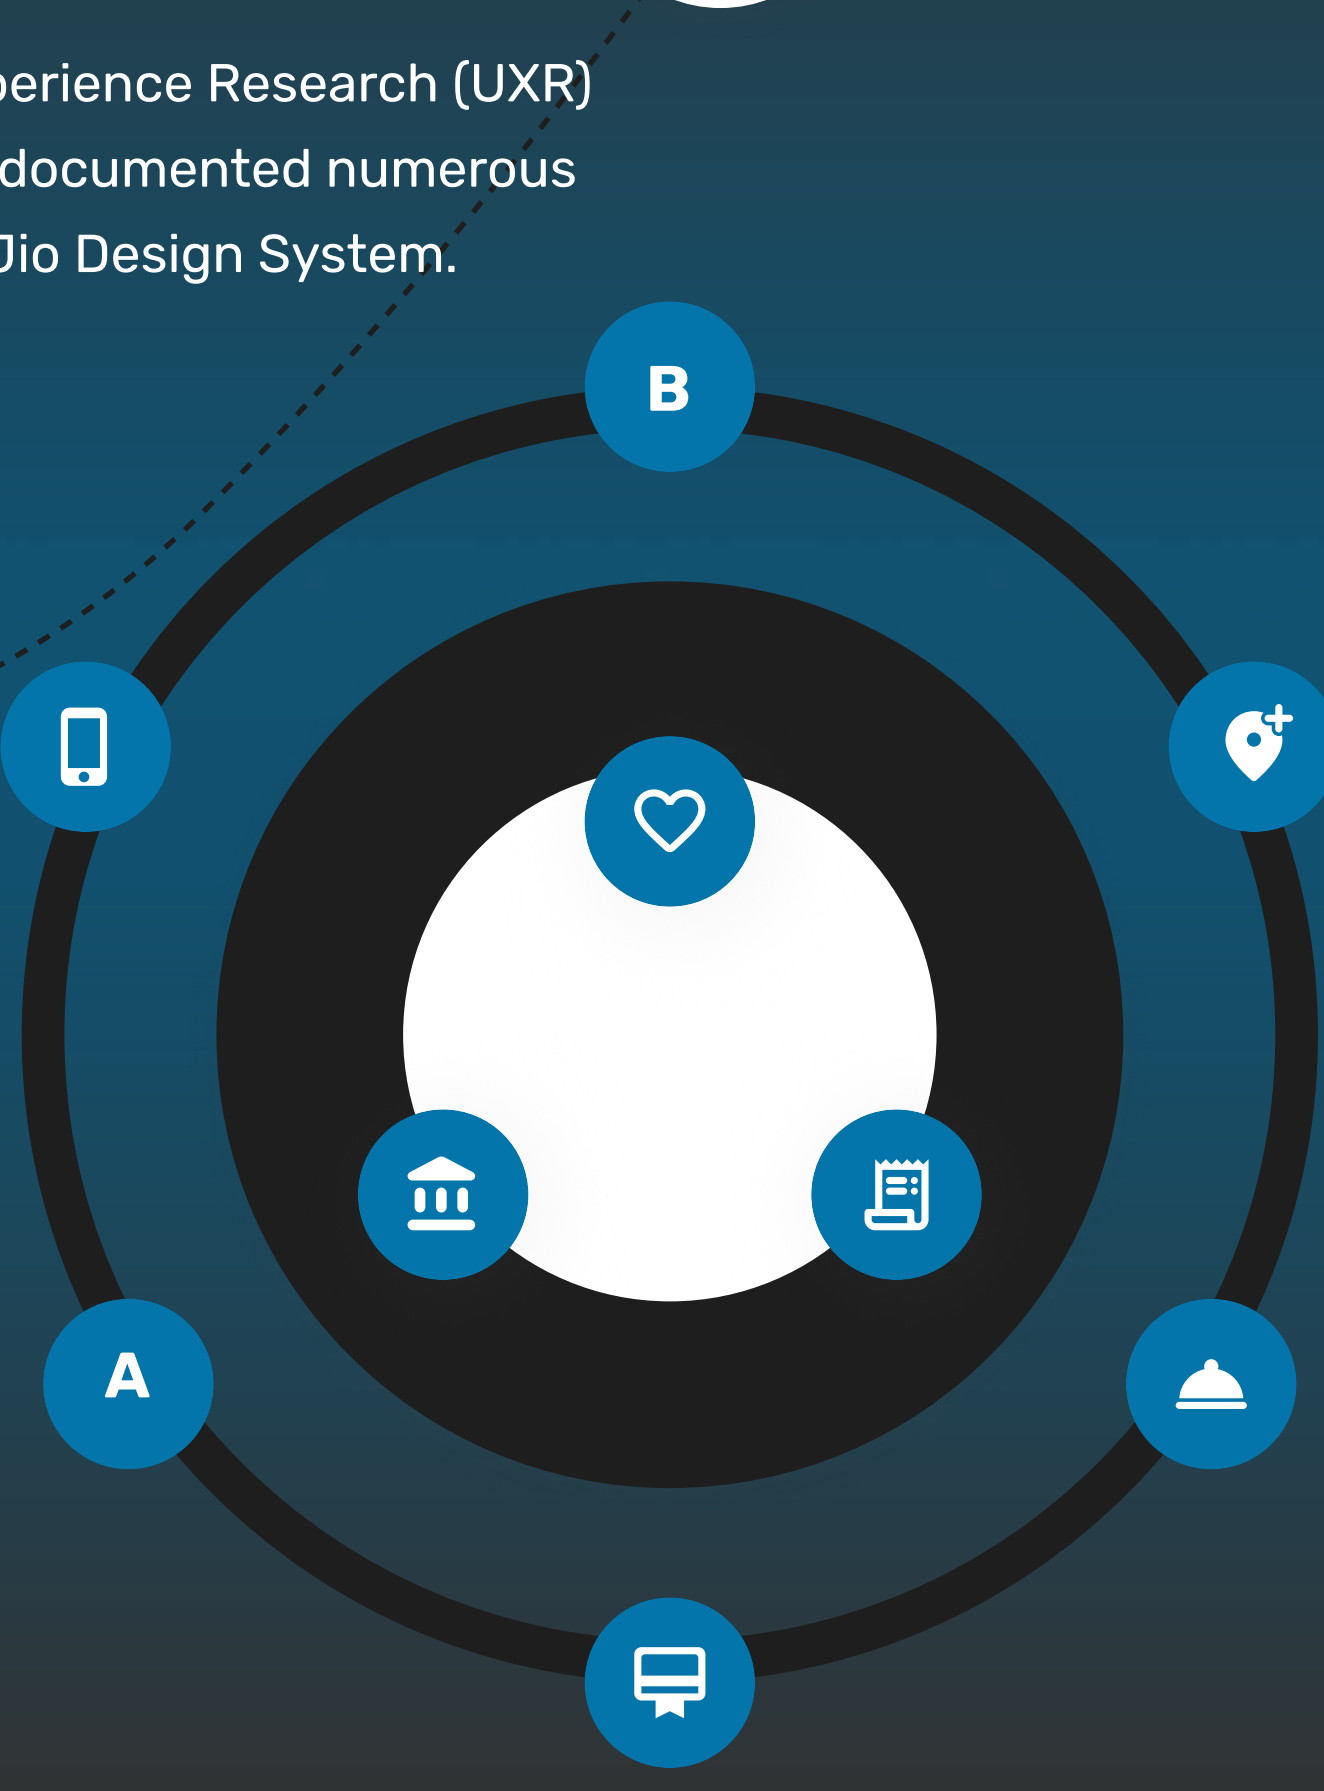 perience Research (UXR)
documented numerous
Jio Design System.
B
A